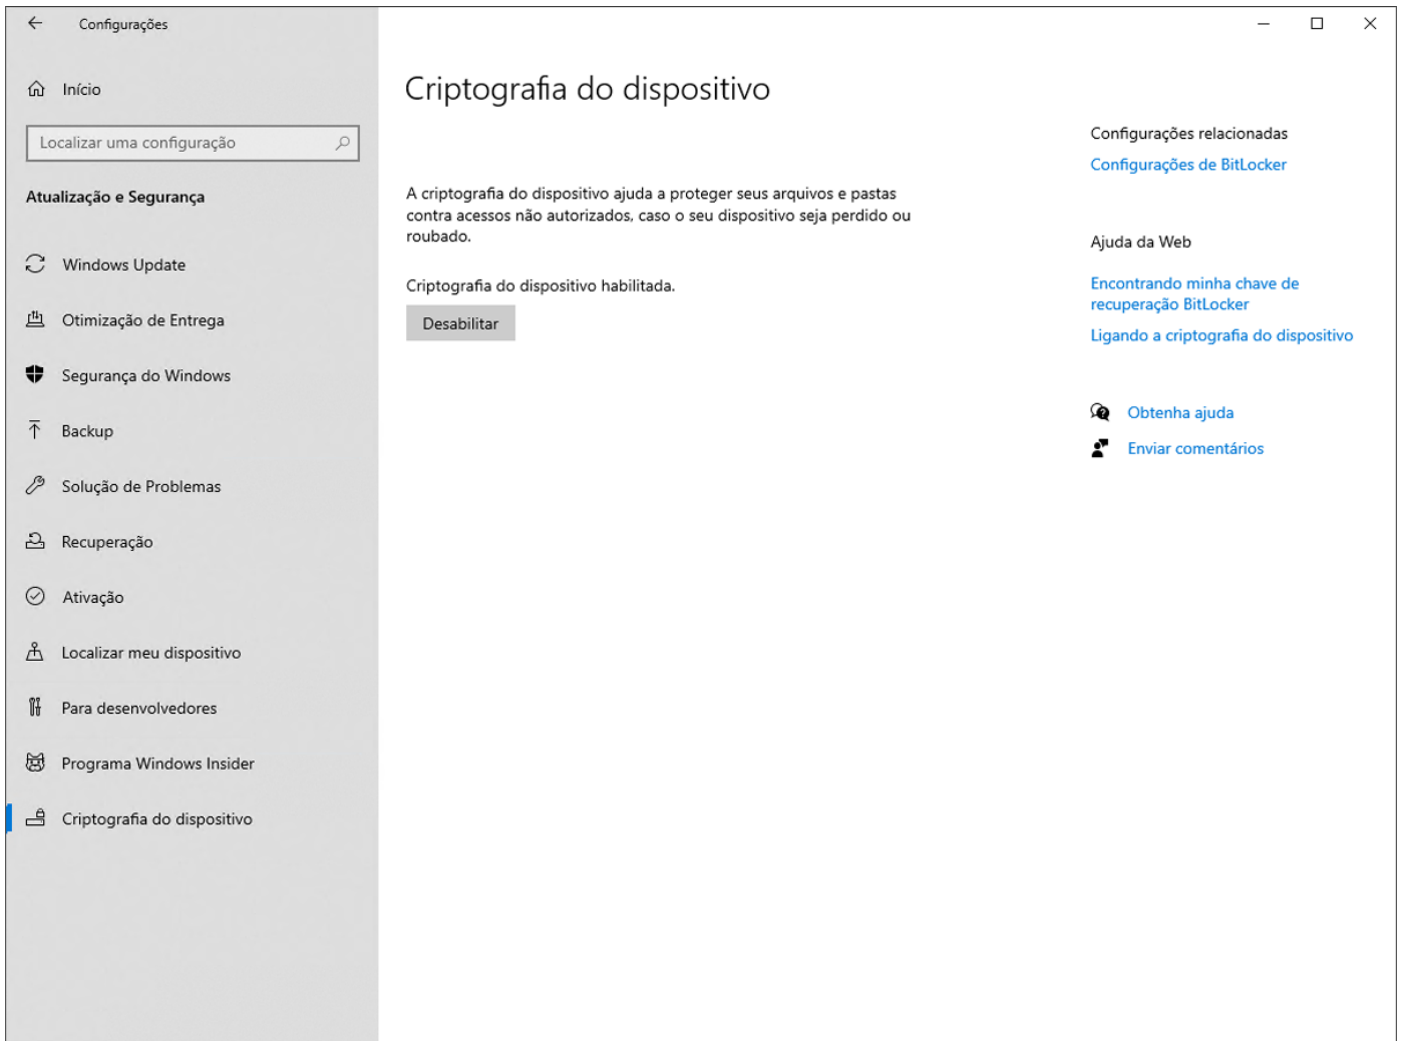 Configurações
Início
Localizar uma configuração
Atualização e Segurança
Windows Update
Otimização de Entrega
Segurança do Windows
Backup
Solução de Problemas
Recuperação
Ativação
Localizar meu dispositivo
Para desenvolvedores
Programa Windows Insider
Criptografia do dispositivo
Criptografia do dispositivo
A criptografia do dispositivo ajuda a proteger seus arquivos e pastas
contra acessos não autorizados, caso o seu dispositivo seja perdido ou
roubado.
Criptografia do dispositivo habilitada.
Desabilitar
Configurações relacionadas
Configurações de BitLocker
Ajuda da Web
Encontrando minha chave de
recuperação BitLocker
Ligando a criptografia do dispositivo
Obtenha ajuda
Enviar comentários